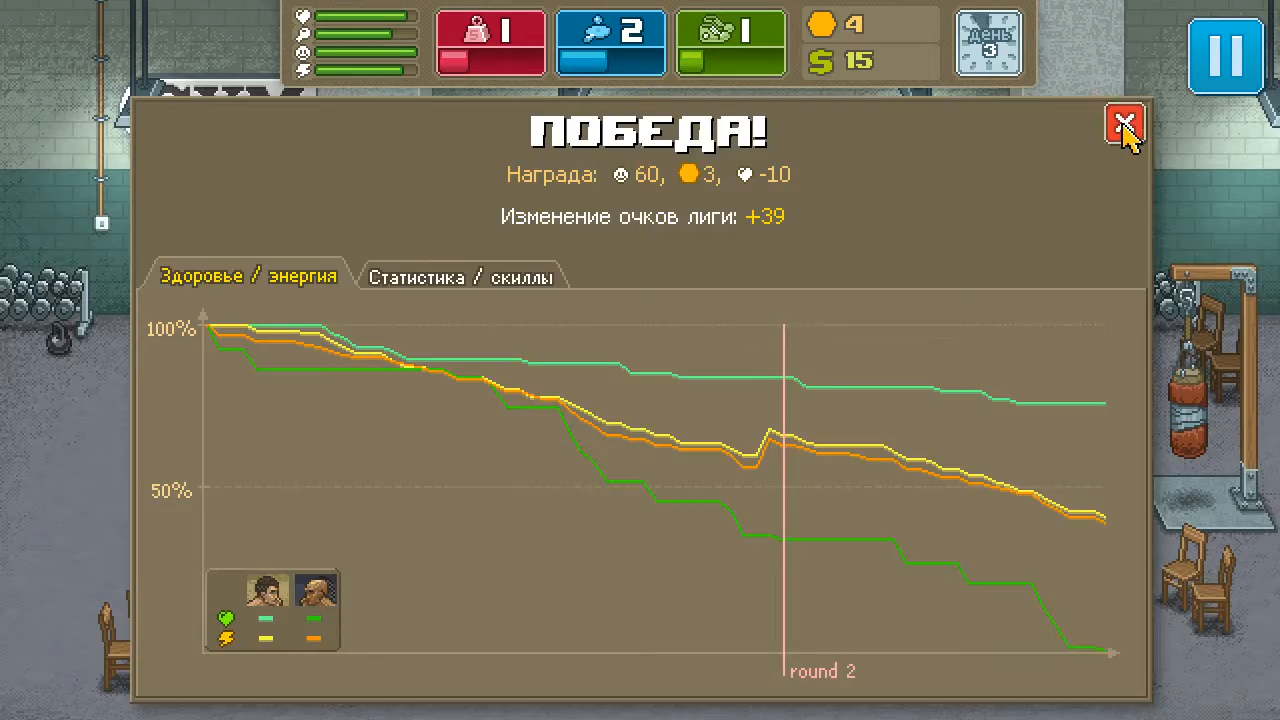 1
2
1
4
15
день
3
ПОБЕДА!
Награда: 60, 3, -10
Изменение очков лиги: +39
Здоровье / энергия
Статистика / скиллы
100%
50%
round 2